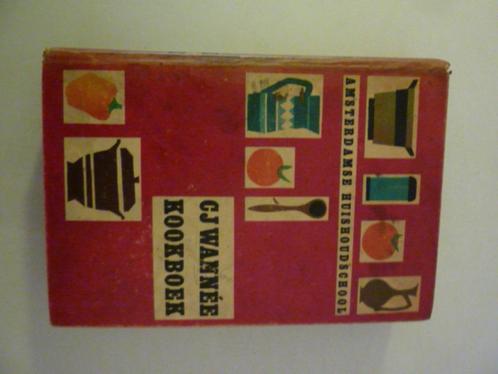 AMSTERDAMSE HUISHOUDSCHOOL
CJ WANNÉE
KOOKBOEK